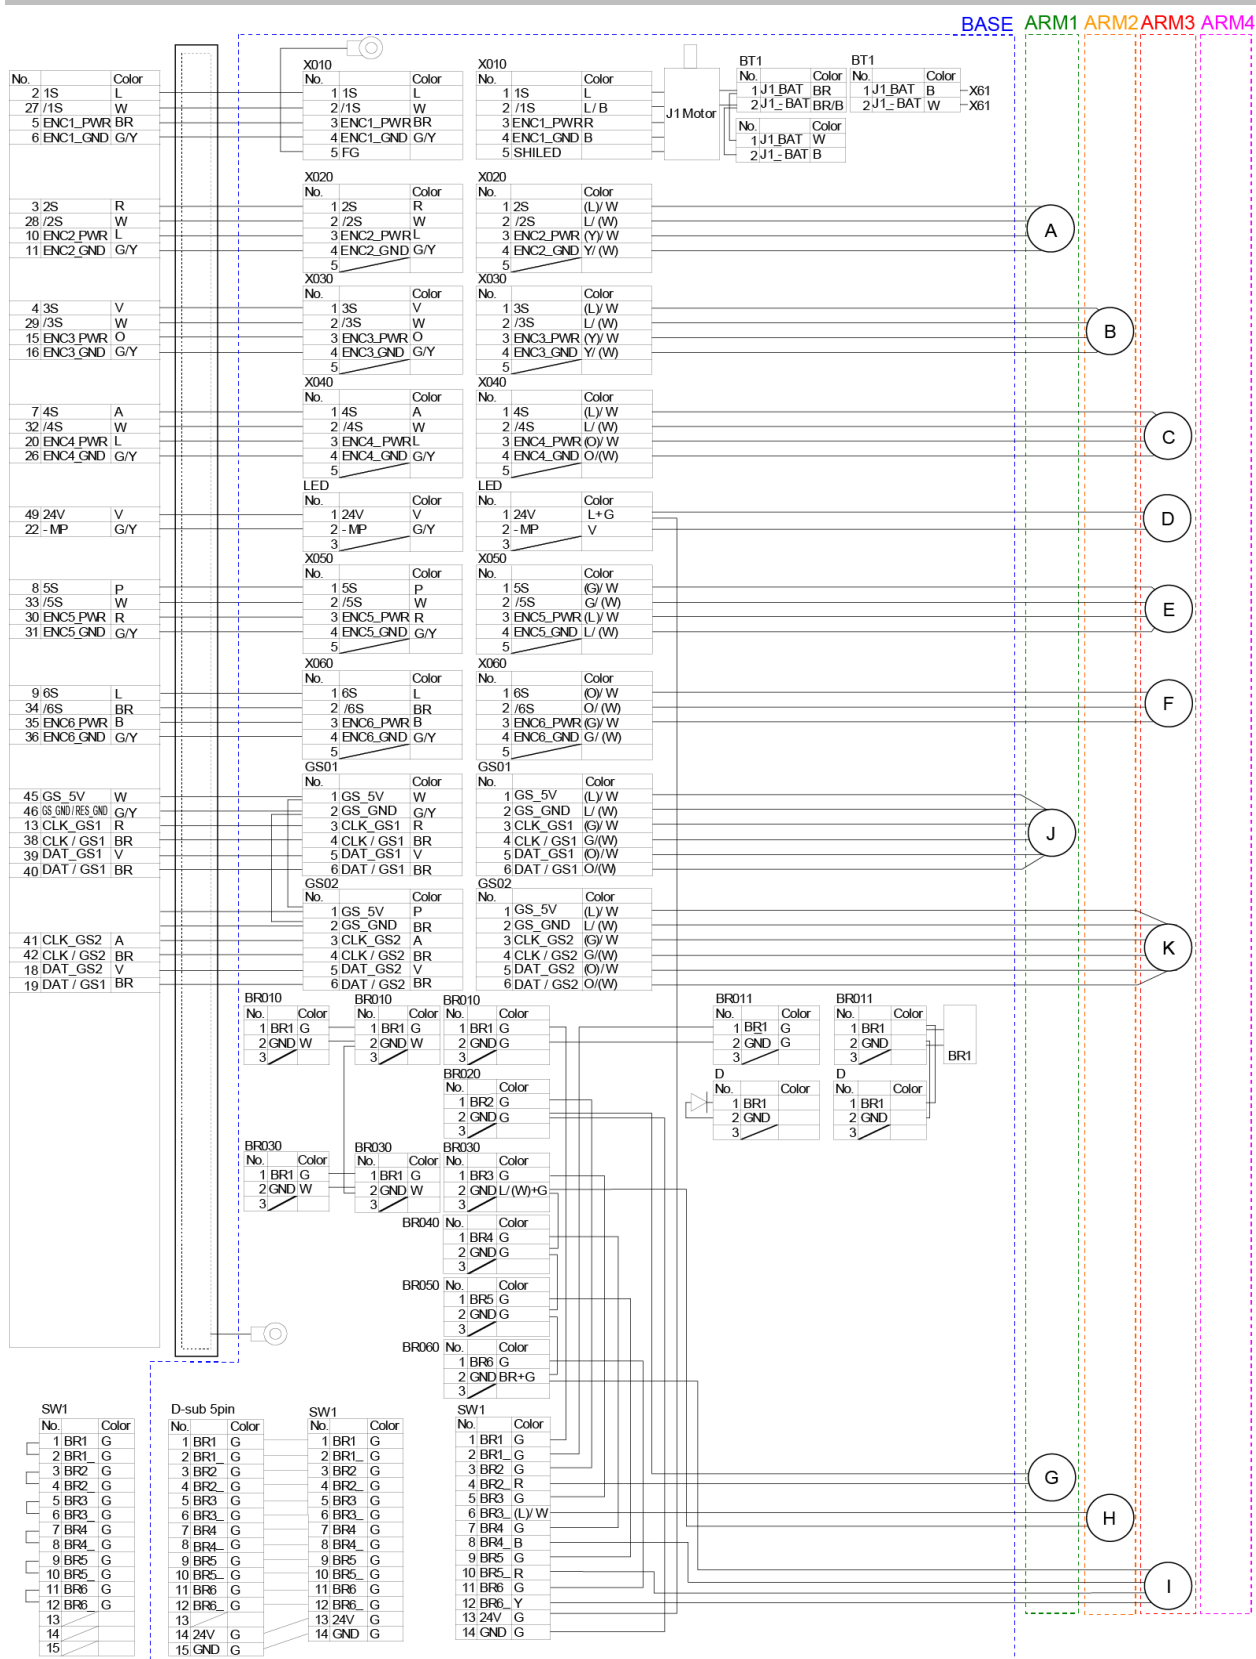 BASE ARM1 ARM2 ARM3 ARM4
No. Color
2 1S L
27 /1S W
5 ENC1_PWR BR
6 ENC1_GND G/Y
X010
No. Color
1 1S L
2 /1S W
3 ENC1_PWR BR
4 ENC1_GND G/Y
5 FG
X010
No. Color
1 1S L
2 /1S L/B
3 ENC1_PWR R
4 ENC1_GND B
5 SHILED
J1 Motor
BT1
No. Color
1 J1_BAT BR
2 J1_-BAT BR/B
No. Color
1 J1_BAT W
2 J1_-BAT B
BT1
No. Color
1 J1_BAT B X61
2 J1_-BAT W X61
3 2S R
28 /2S W
10 ENC2_PWR L
11 ENC2_GND G/Y
X020
No. Color
1 2S R
2 /2S W
3 ENC2_PWR L
4 ENC2_GND G/Y
5
X020
No. Color
1 2S (L)/W
2 /2S L/(W)
3 ENC2_PWR (Y)/W
4 ENC2_GND Y/(W)
5
A
4 3S V
29 /3S W
15 ENC3_PWR O
16 ENC3_GND G/Y
X030
No. Color
1 3S V
2 /3S W
3 ENC3_PWR O
4 ENC3_GND G/Y
5
X030
No. Color
1 3S (L)/W
2 /3S L/(W)
3 ENC3_PWR (Y)/W
4 ENC3_GND Y/(W)
5
B
7 4S A
32 /4S W
20 ENC4_PWR L
26 ENC4_GND G/Y
X040
No. Color
1 4S A
2 /4S W
3 ENC4_PWR L
4 ENC4_GND G/Y
5
X040
No. Color
1 4S (L)/W
2 /4S L/(W)
3 ENC4_PWR (O)/W
4 ENC4_GND O/(W)
5
C
49 24V V
22 -MP G/Y
LED
No. Color
1 24V V
2 -MP G/Y
3
LED
No. Color
1 24V L+G
2 -MP V
3
D
8 5S P
33 /5S W
30 ENC5_PWR R
31 ENC5_GND G/Y
X050
No. Color
1 5S P
2 /5S W
3 ENC5_PWR R
4 ENC5_GND G/Y
5
X050
No. Color
1 5S (G)/W
2 /5S G/(W)
3 ENC5_PWR (L)/W
4 ENC5_GND L/(W)
5
E
9 6S L
34 /6S BR
35 ENC6_PWR B
36 ENC6_GND G/Y
X060
No. Color
1 6S L
2 /6S BR
3 ENC6_PWR B
4 ENC6_GND G/Y
5
X060
No. Color
1 6S (O)/W
2 /6S O/(W)
3 ENC6_PWR (G)/W
4 ENC6_GND G/(W)
5
F
45 GS_5V W
46 GS_GND/RES_GND G/Y
13 CLK_GS1 R
38 CLK/GS1 BR
39 DAT_GS1 V
40 DAT/GS1 BR
GS01
No. Color
1 GS_5V W
2 GS_GND G/Y
3 CLK_GS1 R
4 CLK/GS1 BR
5 DAT_GS1 V
6 DAT/GS1 BR
GS01
No. Color
1 GS_5V (L)/W
2 GS_GND L/(W)
3 CLK_GS1 (G)/W
4 CLK/GS1 G/(W)
5 DAT_GS1 (O)/W
6 DAT/GS1 O/(W)
J
41 CLK_GS2 A
42 CLK/GS2 BR
18 DAT_GS2 V
19 DAT/GS1 BR
GS02
No. Color
1 GS_5V P
2 GS_GND BR
3 CLK_GS2 A
4 CLK/GS2 BR
5 DAT_GS2 V
6 DAT/GS2 BR
GS02
No. Color
1 GS_5V (L)/W
2 GS_GND L/(W)
3 CLK_GS2 (G)/W
4 CLK/GS2 G/(W)
5 DAT_GS2 (O)/W
6 DAT/GS2 O/(W)
K
BR010
No. Color
1 BR1 G
2 GND W
3
BR010
No. Color
1 BR1 G
2 GND W
3
BR010
No. Color
1 BR1 G
2 GND G
3
BR011
No. Color
1 BR1 G
2 GND G
3
BR011
No. Color
1 BR1
2 GND
3
BR1
BR020
No. Color
1 BR2 G
2 GND G
3
D
No. Color
1 BR1
2 GND
3
D
No. Color
1 BR1
2 GND
3
BR030
No. Color
1 BR1 G
2 GND W
3
BR030
No. Color
1 BR1 G
2 GND W
3
BR030
No. Color
1 BR3 G
2 GND L/(W)+G
3
BR040 No. Color
1 BR4 G
2 GND G
3
BR050 No. Color
1 BR5 G
2 GND G
3
BR060 No. Color
1 BR6 G
2 GND BR+G
3
SW1
No. Color
1 BR1 G
2 BR1_ G
3 BR2 G
4 BR2_ G
5 BR3 G
6 BR3_ G
7 BR4 G
8 BR4_ G
9 BR5 G
10 BR5_ G
11 BR6 G
12 BR6_ G
13
14
15
D-sub 5pin
No. Color
1 BR1 G
2 BR1_ G
3 BR2 G
4 BR2_ G
5 BR3 G
6 BR3_ G
7 BR4 G
8 BR4_ G
9 BR5 G
10 BR5_ G
11 BR6 G
12 BR6_ G
13
14 24V G
15 GND G
SW1
No. Color
1 BR1 G
2 BR1_ G
3 BR2 G
4 BR2_ G
5 BR3 G
6 BR3_ G
7 BR4 G
8 BR4_ G
9 BR5 G
10 BR5_ G
11 BR6 G
12 BR6_ G
13 24V G
14 GND G
SW1
No. Color
1 BR1 G
2 BR1_ G
3 BR2 G
4 BR2_ R
5 BR3 G
6 BR3_ (L)/W
7 BR4 G
8 BR4_ B
9 BR5 G
10 BR5_ R
11 BR6 G
12 BR6_ Y
13 24V G
14 GND G
G
H
I